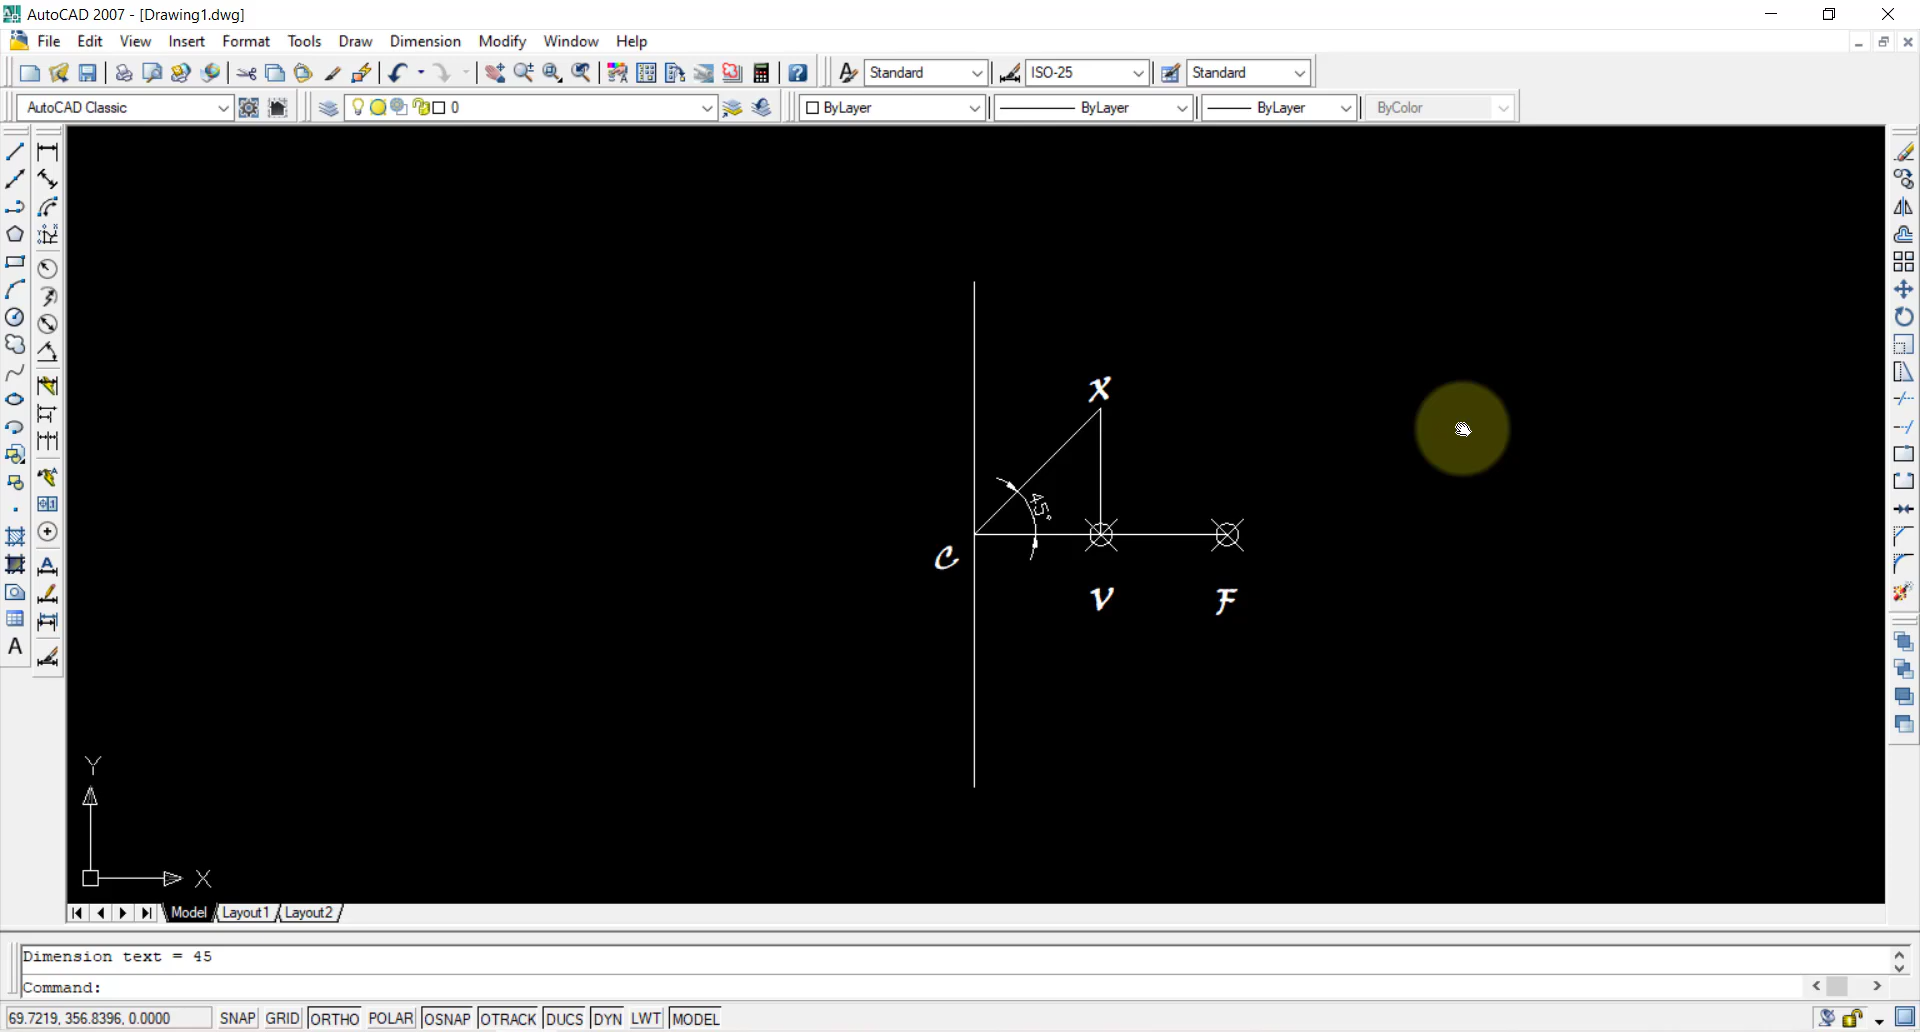 AutoCAD 2007 - [Drawing1.dwg]
File Edit View Insert Format Tools Draw Dimension Modify Window Help
Standard ISO-25 Standard
AutoCAD Classic 0 ByLayer ByLayer ByLayer ByColor
X
45°
C
V F
Y
X
Model Layout1 Layout2
Dimension text = 45
Command:
69.7219, 356.8396, 0.0000 SNAP GRID ORTHO POLAR OSNAP OTRACK DUCS DYN LWT MODEL
A